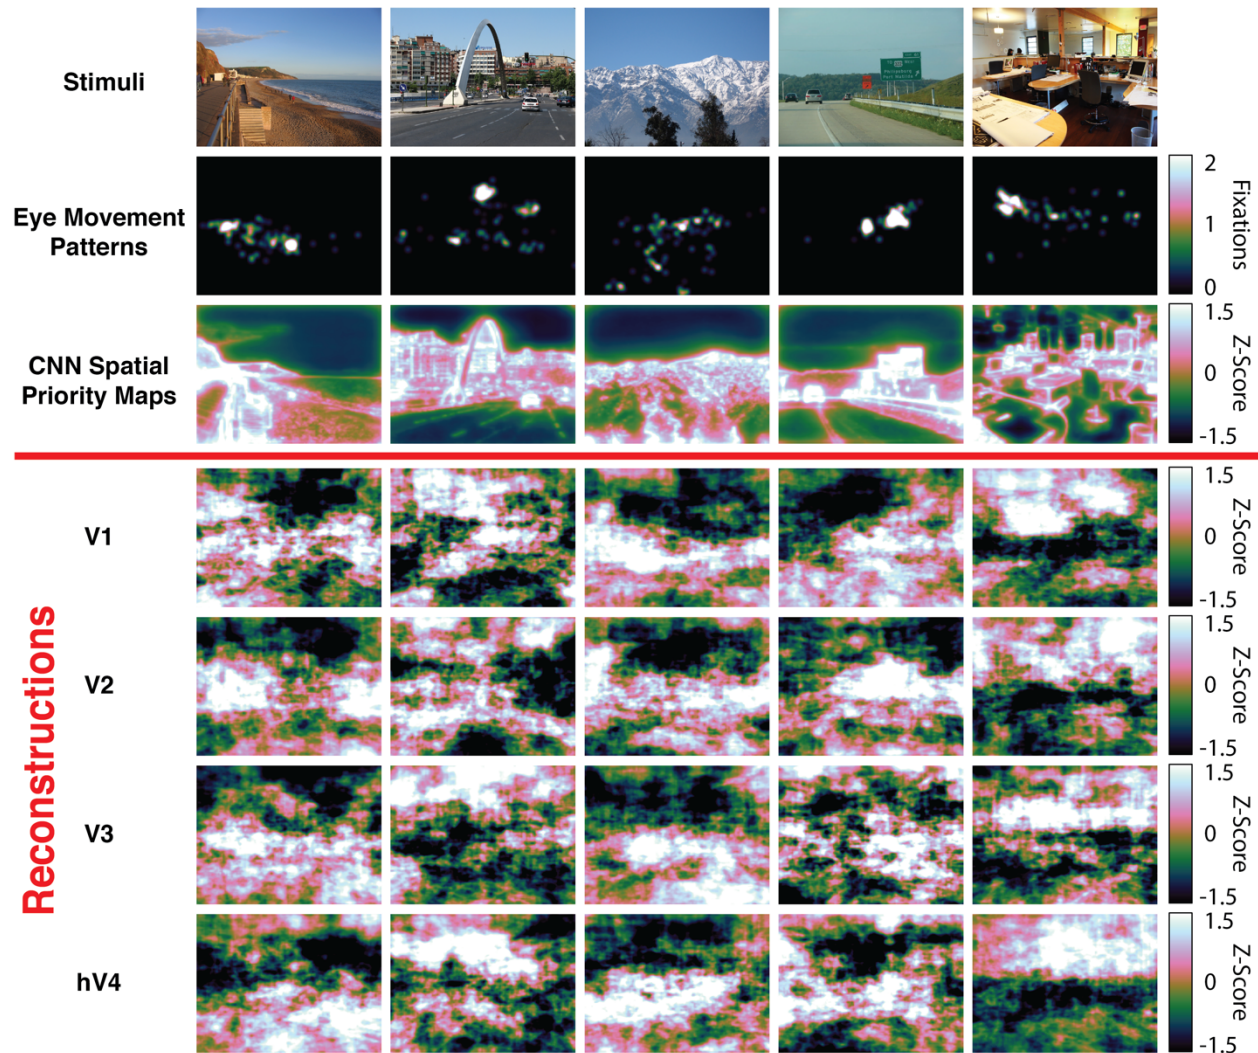 Stimuli
Eye Movement
Patterns
2
1
0
Fixations
CNN Spatial
Priority Maps
1.5
0
-1.5
Z-Score
Reconstructions
V1
1.5
0
-1.5
Z-Score
V2
1.5
0
-1.5
Z-Score
V3
1.5
0
-1.5
Z-Score
hV4
1.5
0
-1.5
Z-Score